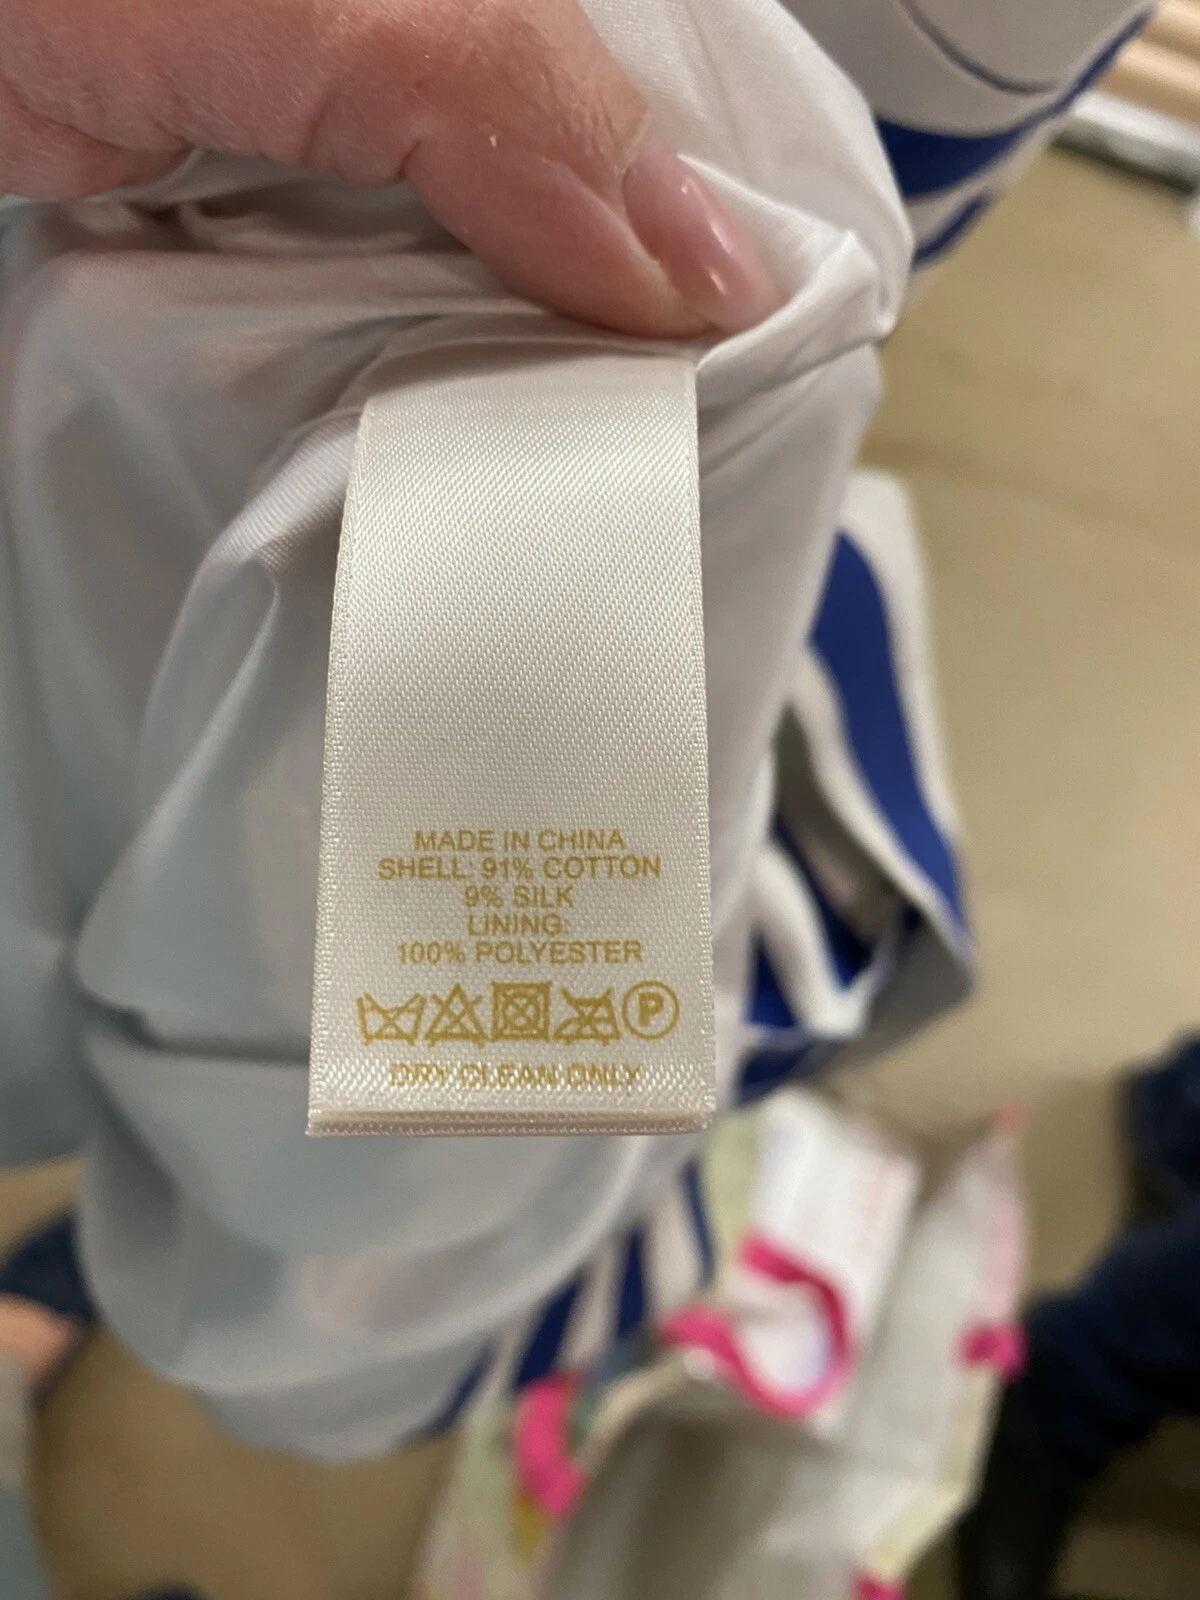 MADE IN CHINA
SHELL: 91% COTTON
9% SILK
LINING:
100% POLYESTER
P
DRY CLEAN ONLY